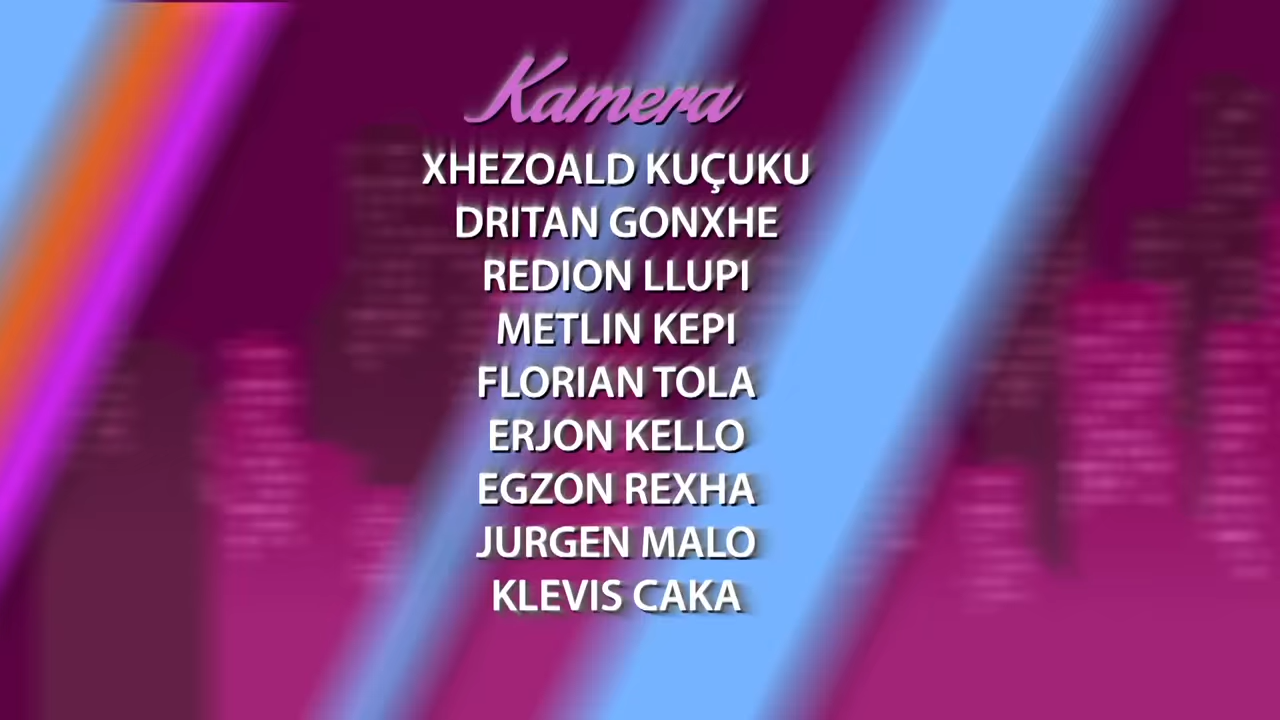 Kamera
XHEZOALD KUÇUKU
DRITAN GONXHE
REDION LLUPI
METLIN KEPI
FLORIAN TOLA
ERJON KELLO
EGZON REXHA
JURGEN MALO
KLEVIS CAKA